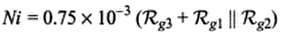 Ni = 0.75 × 10⁻³ (ℛg3 + ℛg1 ∥ ℛg2)